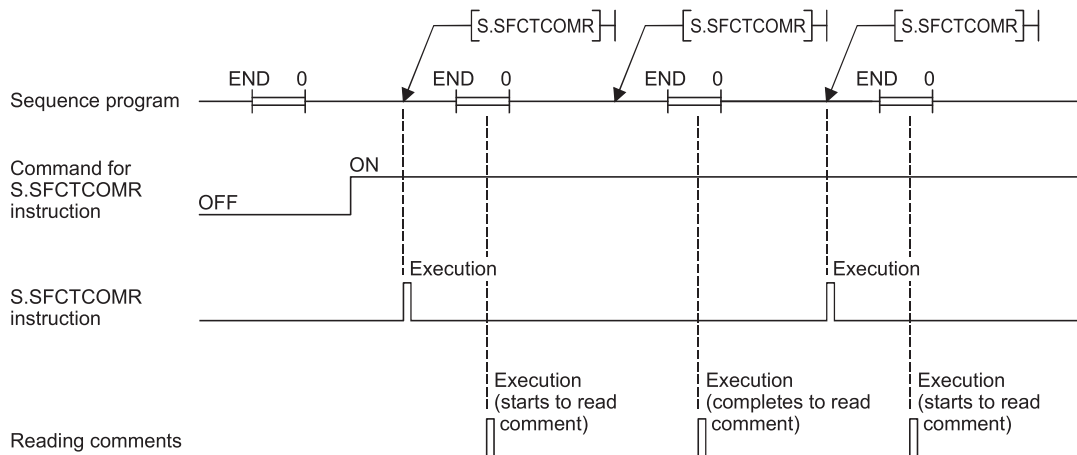 S.SFCTCOMR S.SFCTCOMR S.SFCTCOMR
END 0 END 0 END 0 END 0
Sequence program
Command for
S.SFCTCOMR
instruction
ON
OFF
Execution Execution
S.SFCTCOMR
instruction
Execution
(starts to read
comment)
Execution
(completes to read
comment)
Execution
(starts to read
comment)
Reading comments